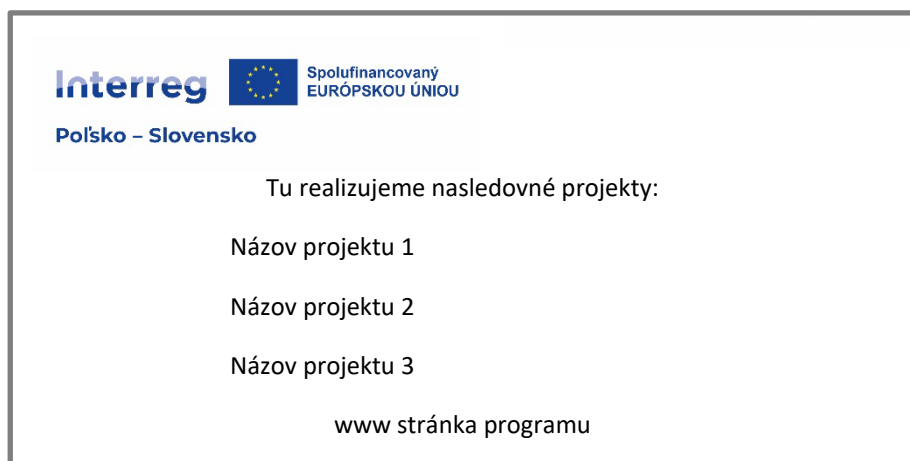 Interreg
Spolufinancovaný
EURÓPSKOU ÚNIOU
Poľsko – Slovensko
Tu realizujeme nasledovné projekty:
Názov projektu 1
Názov projektu 2
Názov projektu 3
www stránka programu